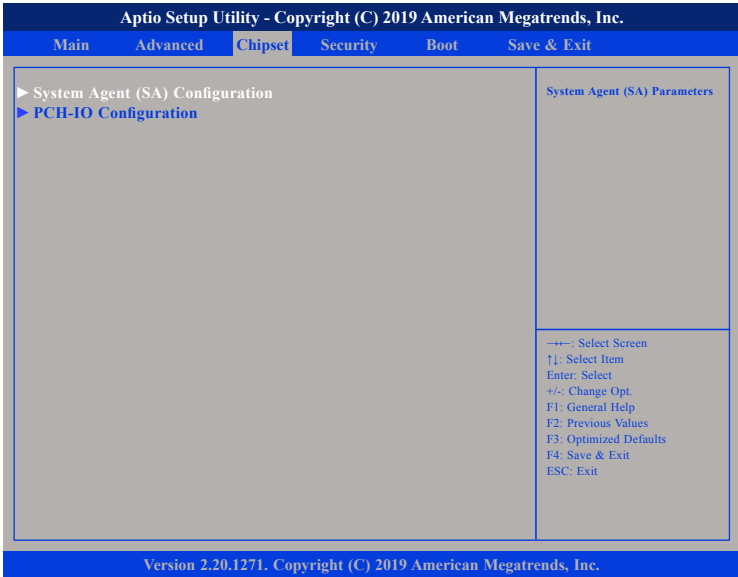 Aptio Setup Utility - Copyright (C) 2019 American Megatrends, Inc.
Main Advanced Chipset Security Boot Save & Exit
▶ System Agent (SA) Configuration
▶ PCH-IO Configuration
System Agent (SA) Parameters
→←: Select Screen
↑↓: Select Item
Enter: Select
+/-: Change Opt.
F1: General Help
F2: Previous Values
F3: Optimized Defaults
F4: Save & Exit
ESC: Exit
Version 2.20.1271. Copyright (C) 2019 American Megatrends, Inc.